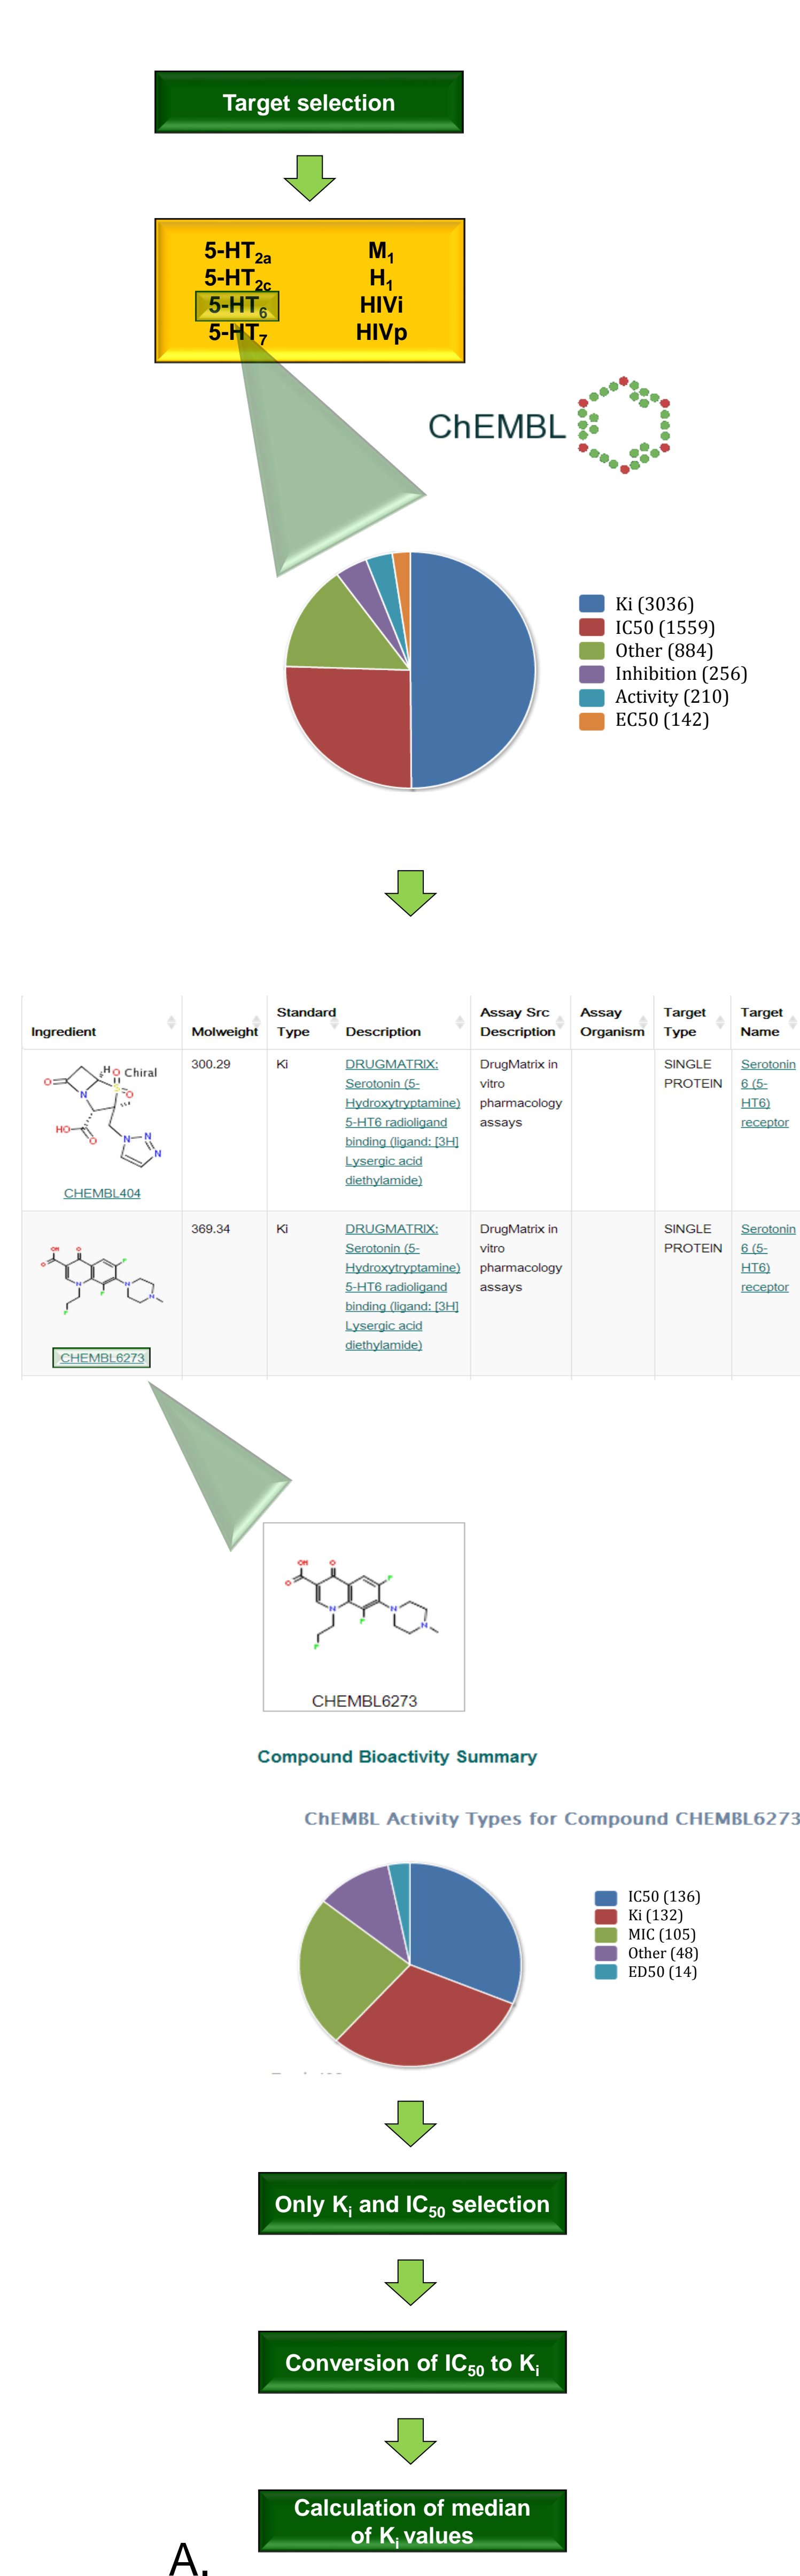 Target selection
5-HT2a M1
5-HT2c H1
5-HT6 HIVi
5-HT7 HIVp
ChEMBL
Ki (3036)
IC50 (1559)
Other (884)
Inhibition (256)
Activity (210)
EC50 (142)
Ingredient Molweight Standard Type Description Assay Src Description Assay Organism Target Type Target Name
H O Chiral
O S O
N
HO O N N N
CHEMBL404
300.29
Ki
DRUGMATRIX:
Serotonin (5-
Hydroxytryptamine)
5-HT6 radioligand
binding (ligand: [3H]
Lysergic acid
diethylamide)
DrugMatrix in
vitro
pharmacology
assays
SINGLE
PROTEIN
Serotonin
6 (5-
HT6)
receptor
OH O F
O
N F N N
F
CHEMBL6273
369.34
Ki
DRUGMATRIX:
Serotonin (5-
Hydroxytryptamine)
5-HT6 radioligand
binding (ligand: [3H]
Lysergic acid
diethylamide)
DrugMatrix in
vitro
pharmacology
assays
SINGLE
PROTEIN
Serotonin
6 (5-
HT6)
receptor
OH O F
O
N F N N
F
CHEMBL6273
Compound Bioactivity Summary
ChEMBL Activity Types for Compound CHEMBL6273
IC50 (136)
Ki (132)
MIC (105)
Other (48)
ED50 (14)
Only Ki and IC50 selection
Conversion of IC50 to Ki
Calculation of median
of Ki values
A.